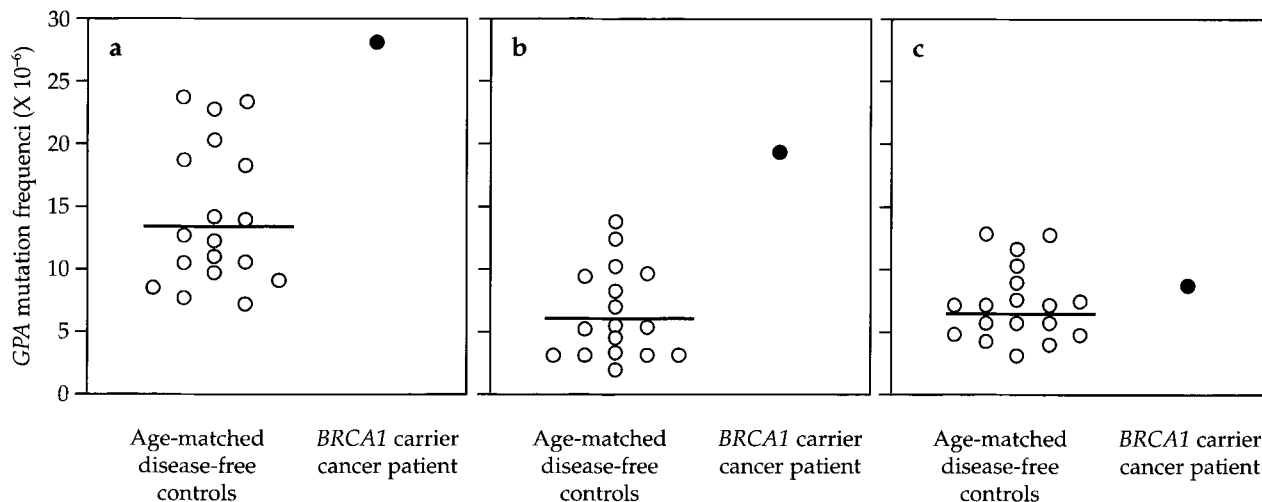 GPA mutation frequenci (X 10⁻⁶)
30
25
20
15
10
5
0
a
b
c
Age-matched
disease-free
controls
BRCA1 carrier
cancer patient
Age-matched
disease-free
controls
BRCA1 carrier
cancer patient
Age-matched
disease-free
controls
BRCA1 carrier
cancer patient